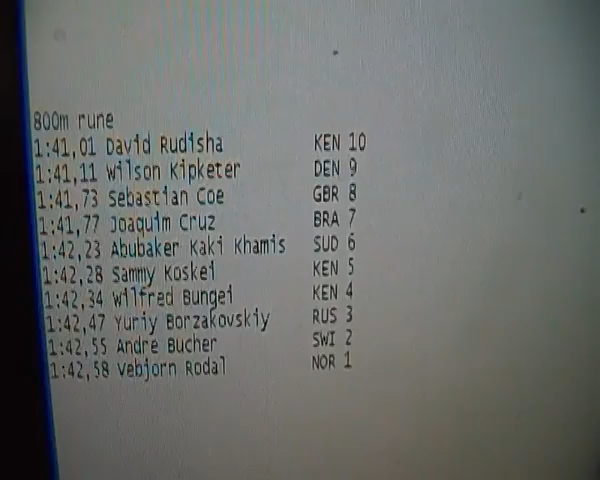 800m rune
1:41,01 David Rudisha KEN 10
1:41,11 Wilson Kipketer DEN 9
1:41,73 Sebastian Coe GBR 8
1:41,77 Joaquim Cruz BRA 7
1:42,23 Abubaker Kaki Khamis SUD 6
1:42,28 Sammy Koskei KEN 5
1:42,34 Wilfred Bungei KEN 4
1:42,47 Yuriy Borzakovskiy RUS 3
1:42,55 Andre Bucher SWI 2
1:42,58 Vebjorn Rodal NOR 1